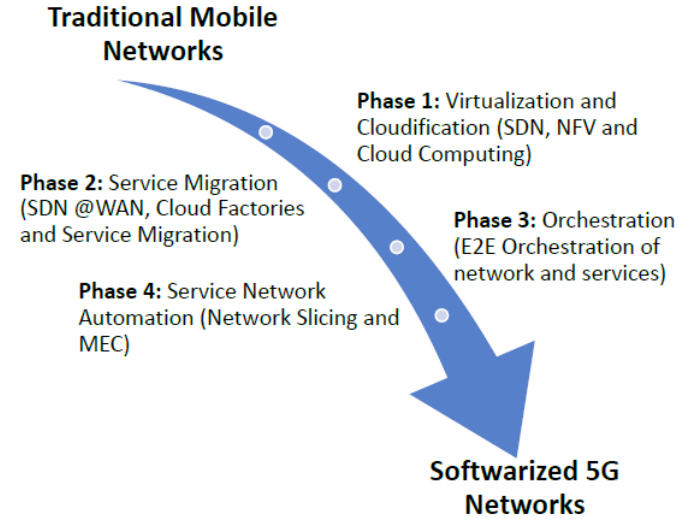 Traditional Mobile
Networks
Phase 1: Virtualization and
Cloudification (SDN, NFV and
Cloud Computing)
Phase 2: Service Migration
(SDN @WAN, Cloud Factories
and Service Migration)
Phase 3: Orchestration
(E2E Orchestration of
network and services)
Phase 4: Service Network
Automation (Network Slicing and
MEC)
Softwarized 5G
Networks